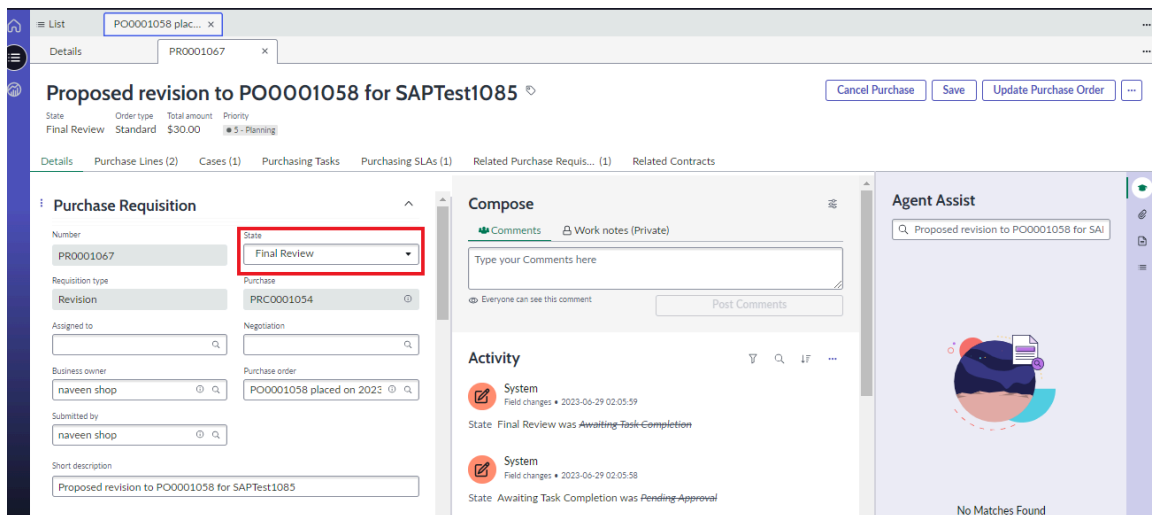 List
PO0001058 plac... ×
Details
PR0001067 ×
Proposed revision to PO0001058 for SAPTest1085
Cancel Purchase
Save
Update Purchase Order
...
State Order type Total amount Priority
Final Review Standard $30.00 5 - Planning
Details Purchase Lines (2) Cases (1) Purchasing Tasks Purchasing SLAs (1) Related Purchase Requis... (1) Related Contracts
Purchase Requisition
Number
PR0001067
State
Final Review
Requisition type
Revision
Purchase
PRC0001054
Assigned to
Negotiation
Business owner
naveen shop
Purchase order
PO0001058 placed on 2023
Submitted by
naveen shop
Short description
Proposed revision to PO0001058 for SAPTest1085
Compose
Comments
Work notes (Private)
Type your Comments here
Everyone can see this comment
Post Comments
Activity
System
Field changes • 2023-06-29 02:05:59
State Final Review was Awaiting Task Completion
System
Field changes • 2023-06-29 02:05:58
State Awaiting Task Completion was Pending Approval
Agent Assist
Proposed revision to PO0001058 for SAI
No Matches Found